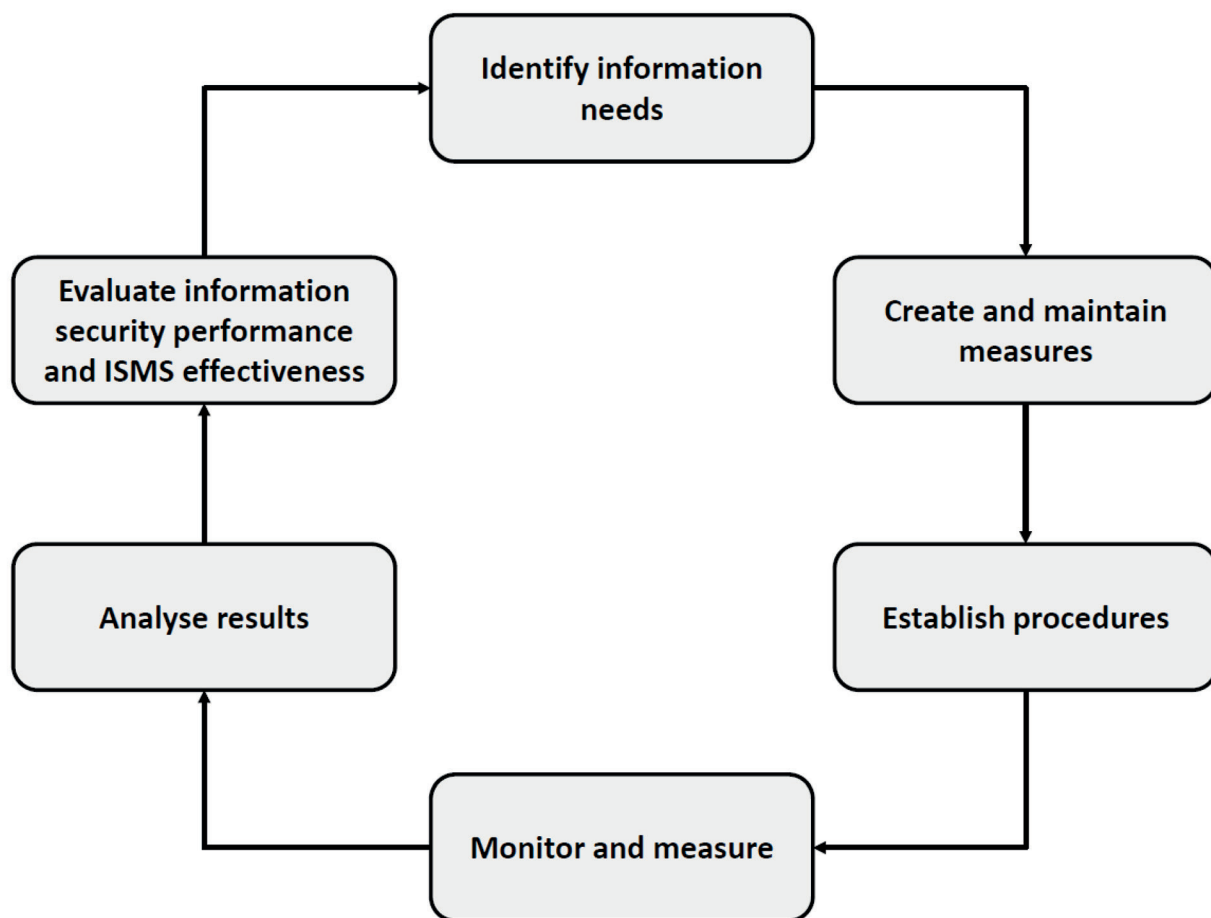 Identify information
needs
Evaluate information
security performance
and ISMS effectiveness
Create and maintain
measures
Analyse results
Establish procedures
Monitor and measure